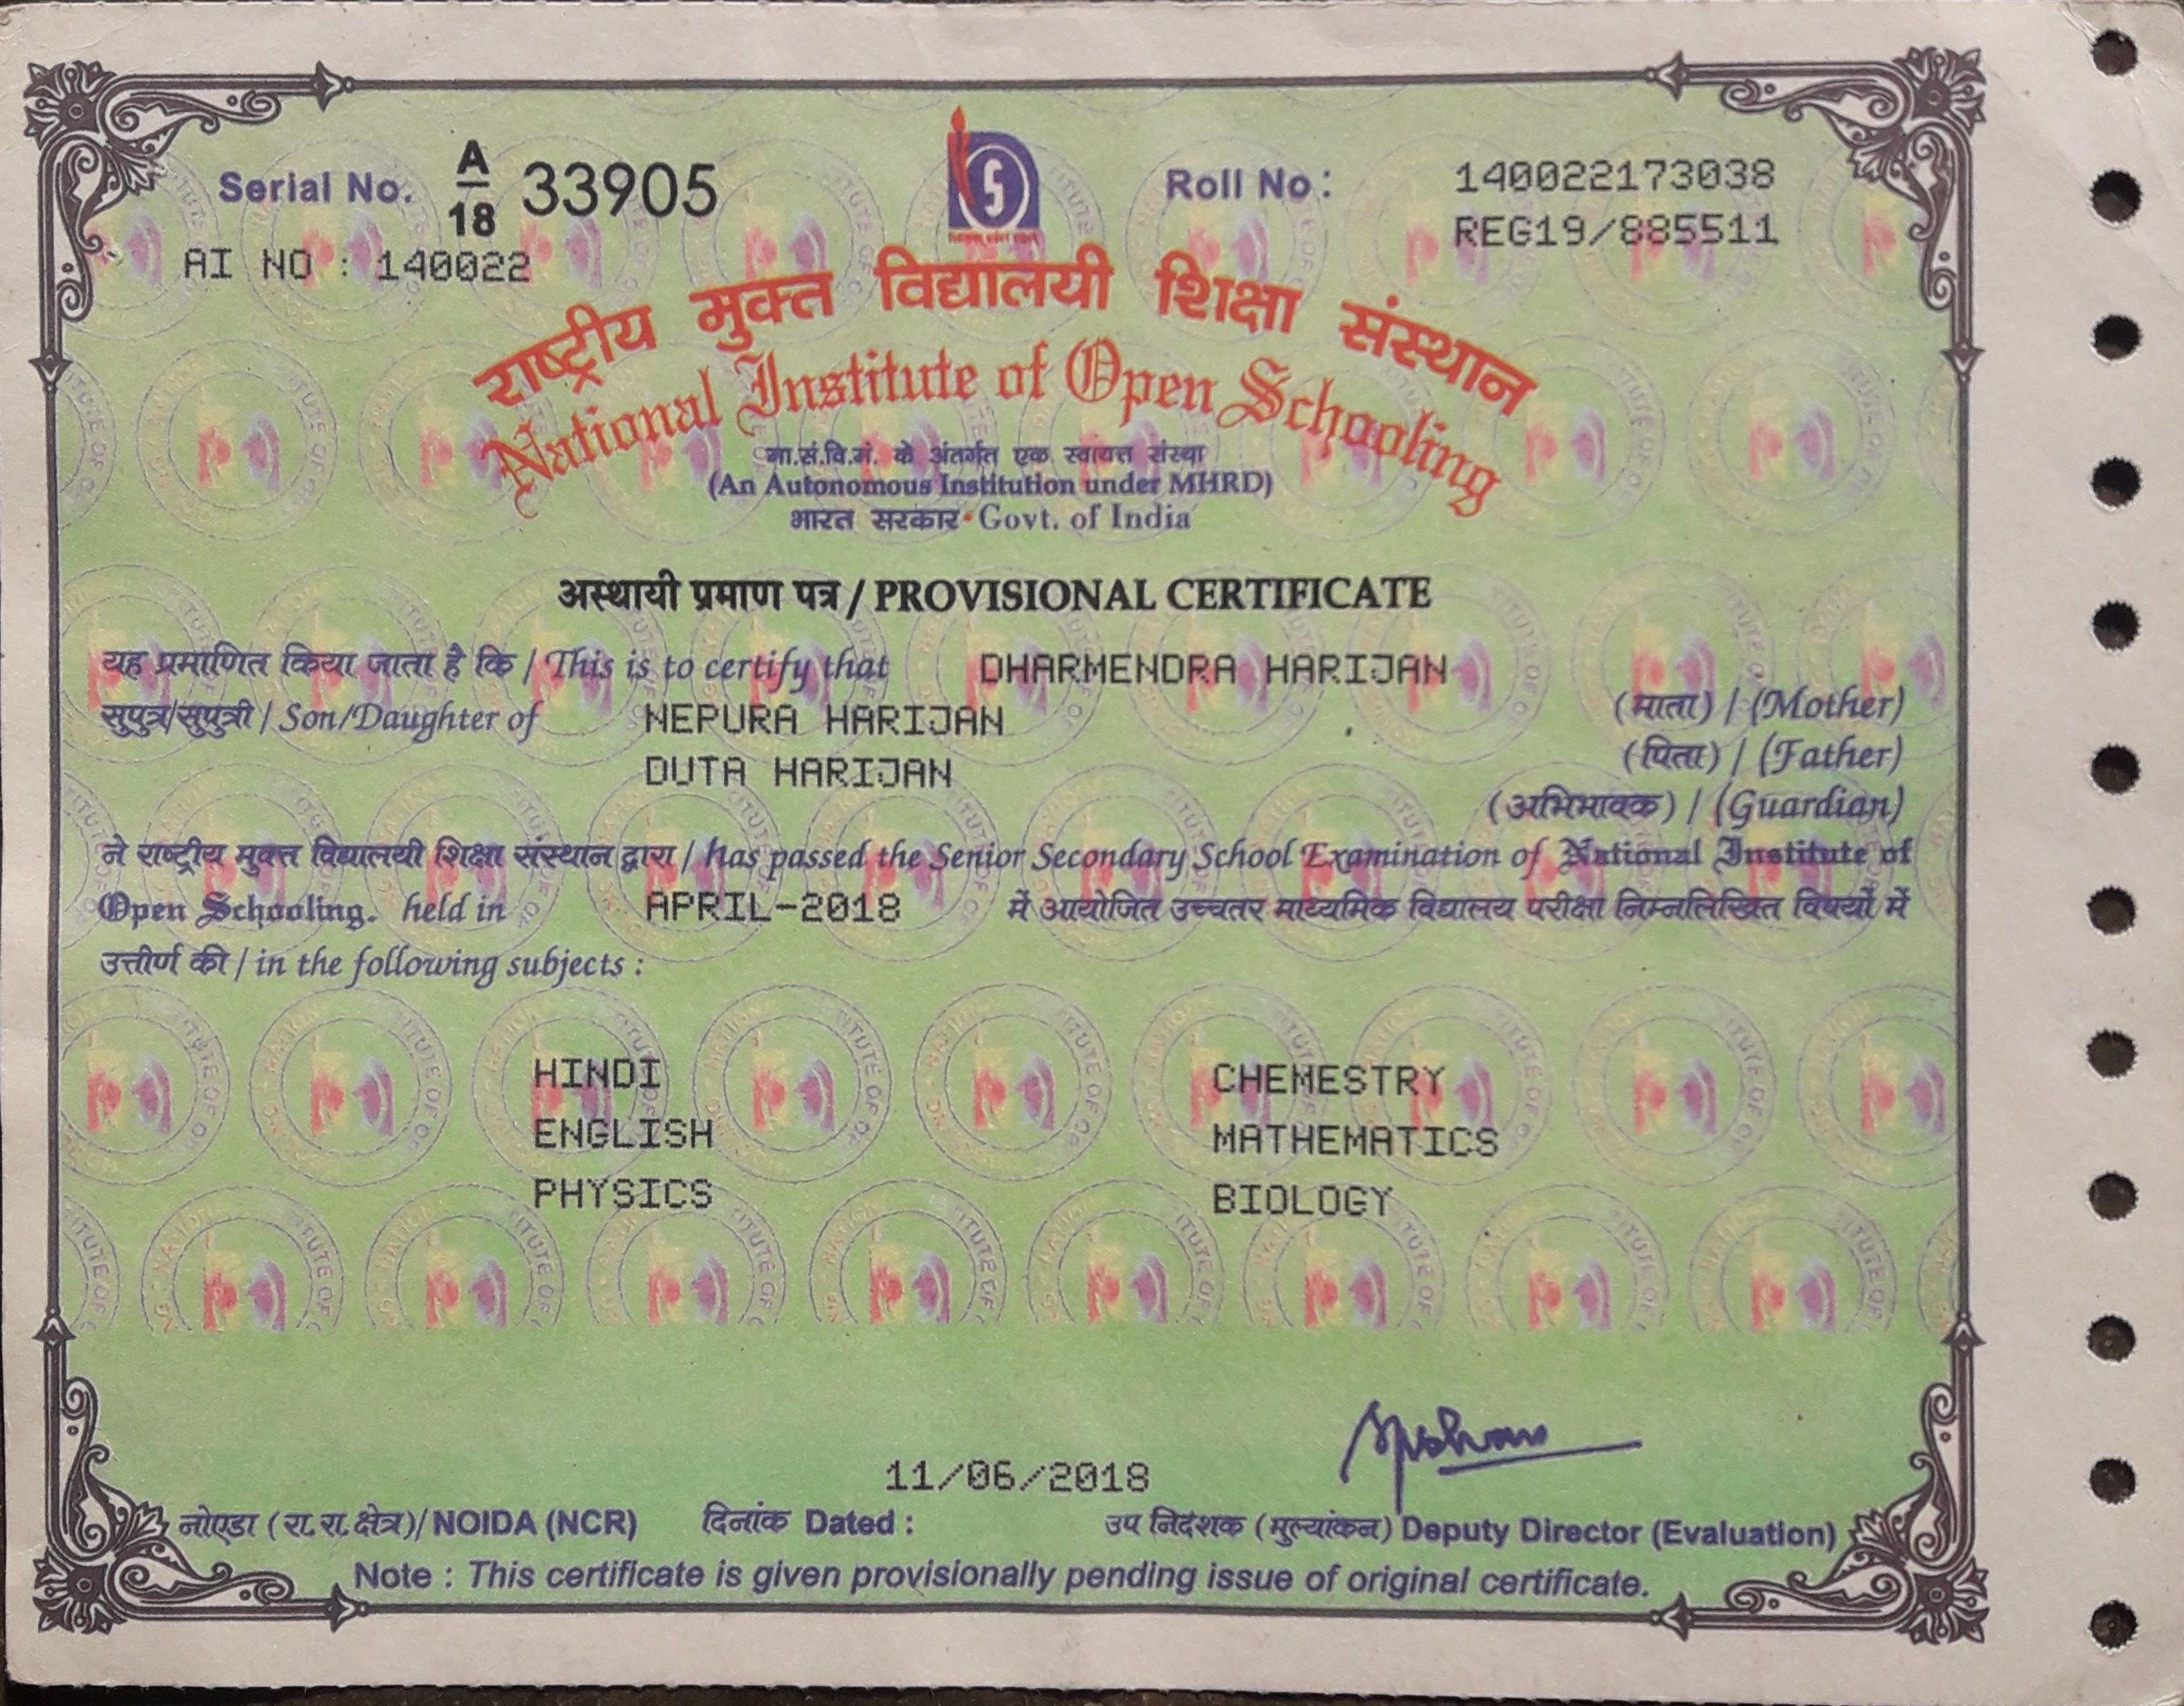 Serial No. A/18 33905
Roll No: 140022173038
REG19/885511
AI NO : 140022
राष्ट्रीय मुक्त विद्यालयी शिक्षा संस्थान
National Institute of Open Schooling
मा.सं.वि.मं. के अंतर्गत एक स्वायत्त संस्था
(An Autonomous Institution under MHRD)
भारत सरकार • Govt. of India
अस्थायी प्रमाण पत्र / PROVISIONAL CERTIFICATE
यह प्रमाणित किया जाता है कि / This is to certify that DHARMENDRA HARIJAN
सुपुत्र/सुपुत्री / Son/Daughter of NEPURA HARIJAN (माता) / (Mother)
DUTA HARIJAN (पिता) / (Father)
(अभिभावक) / (Guardian)
ने राष्ट्रीय मुक्त विद्यालयी शिक्षा संस्थान द्वारा / has passed the Senior Secondary School Examination of National Institute of
Open Schooling. held in APRIL-2018 में आयोजित उच्चतर माध्यमिक विद्यालय परीक्षा निम्नलिखित विषयों में
उत्तीर्ण की / in the following subjects :
HINDI CHEMESTRY
ENGLISH MATHEMATICS
PHYSICS BIOLOGY
11/06/2018
नोएडा (रा. रा. क्षेत्र)/ NOIDA (NCR) दिनांक Dated : उप निदेशक (मुल्यांकन) Deputy Director (Evaluation)
Note : This certificate is given provisionally pending issue of original certificate.